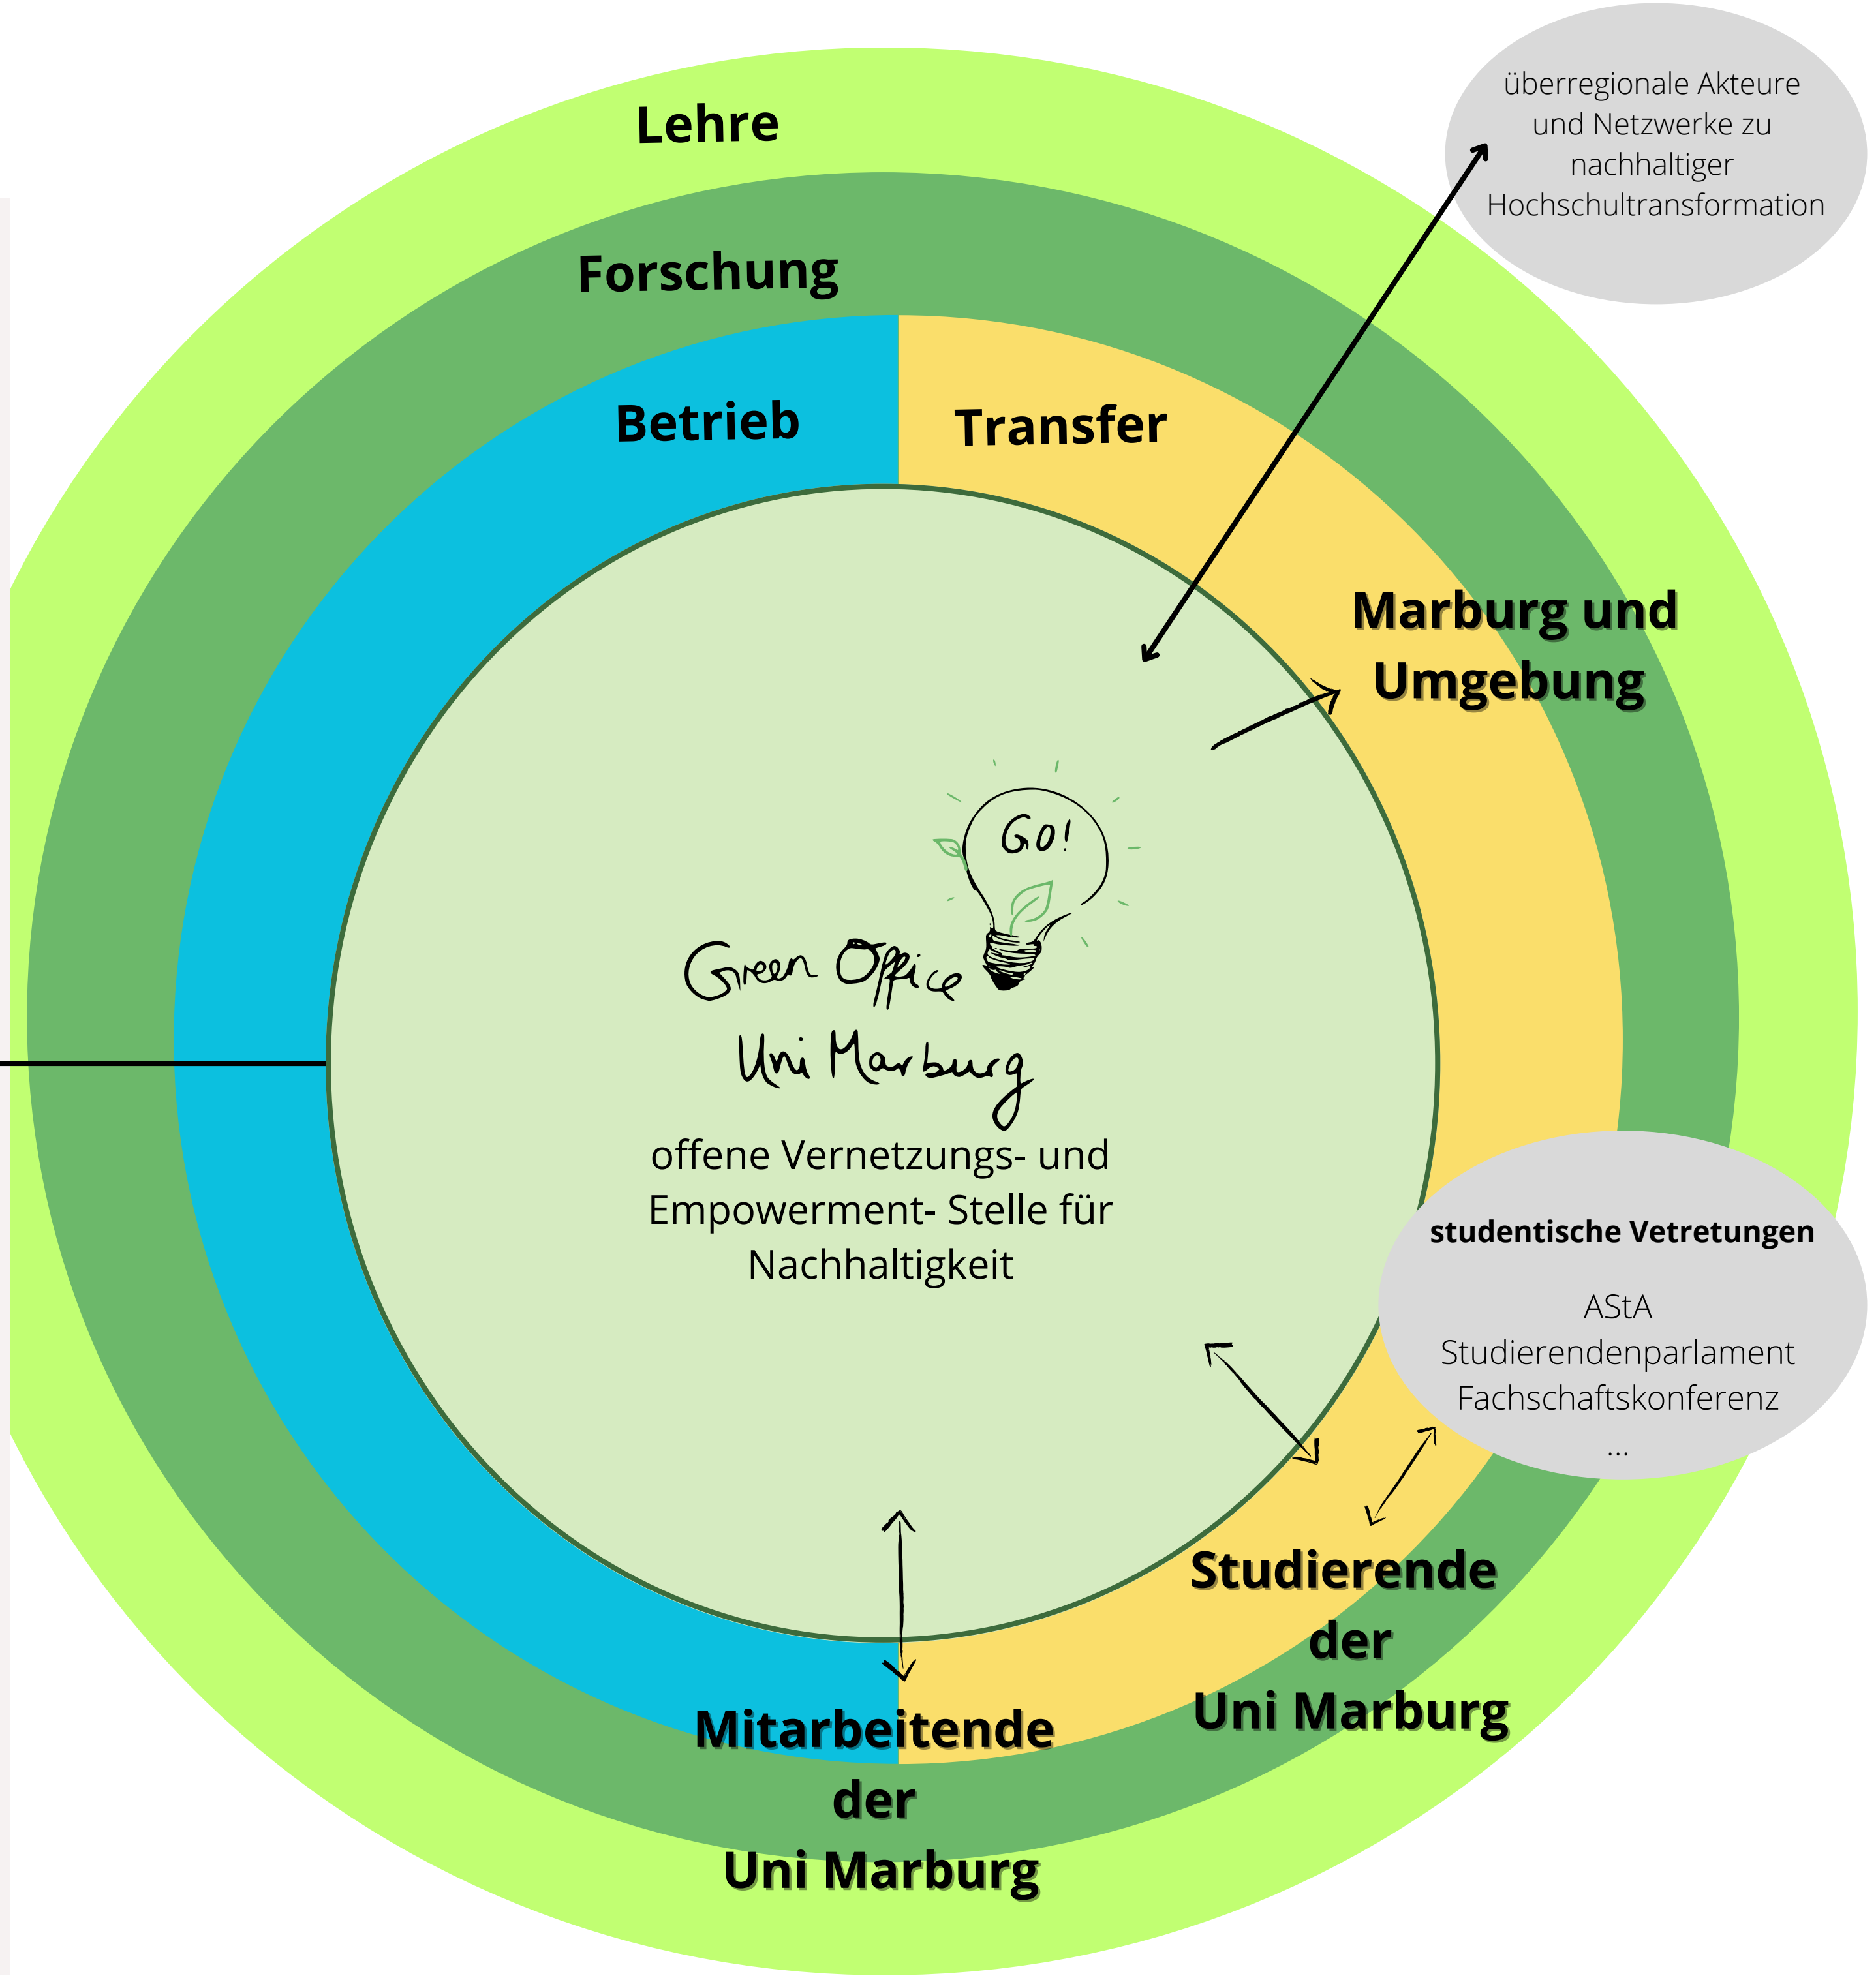 überregionale Akteure
und Netzwerke zu
nachhaltiger
Hochschultransformation
Lehre
Forschung
Betrieb
Transfer
Marburg und
Umgebung
GO!
Green Office
Uni Marburg
offene Vernetzungs- und
Empowerment- Stelle für
Nachhaltigkeit
studentische Vetretungen
AStA
Studierendenparlament
Fachschaftskonferenz
...
Studierende
der
Uni Marburg
Mitarbeitende
der
Uni Marburg